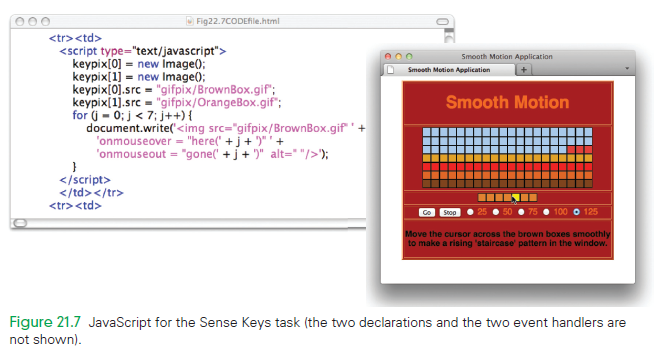 Fig22.7CODEfile.html
<tr><td>
<script type="text/javascript">
keypix[0] = new Image();
keypix[1] = new Image();
keypix[0].src = "gifpix/BrownBox.gif";
keypix[1].src = "gifpix/OrangeBox.gif";
for (j = 0; j < 7; j++) {
document.write('<img src="gifpix/BrownBox.gif" ' +
'onmouseover = "here(' + j + ')" ' +
'onmouseout = "gone(' + j + ')" alt=" "/>');
}
</script>
</td></tr>
<tr><td>
Smooth Motion Application
Smooth Motion Application
Smooth Motion
Go Stop 25 50 75 100 125
Move the cursor across the brown boxes smoothly
to make a rising 'staircase' pattern in the window.
Figure 21.7 JavaScript for the Sense Keys task (the two declarations and the two event handlers are
not shown).